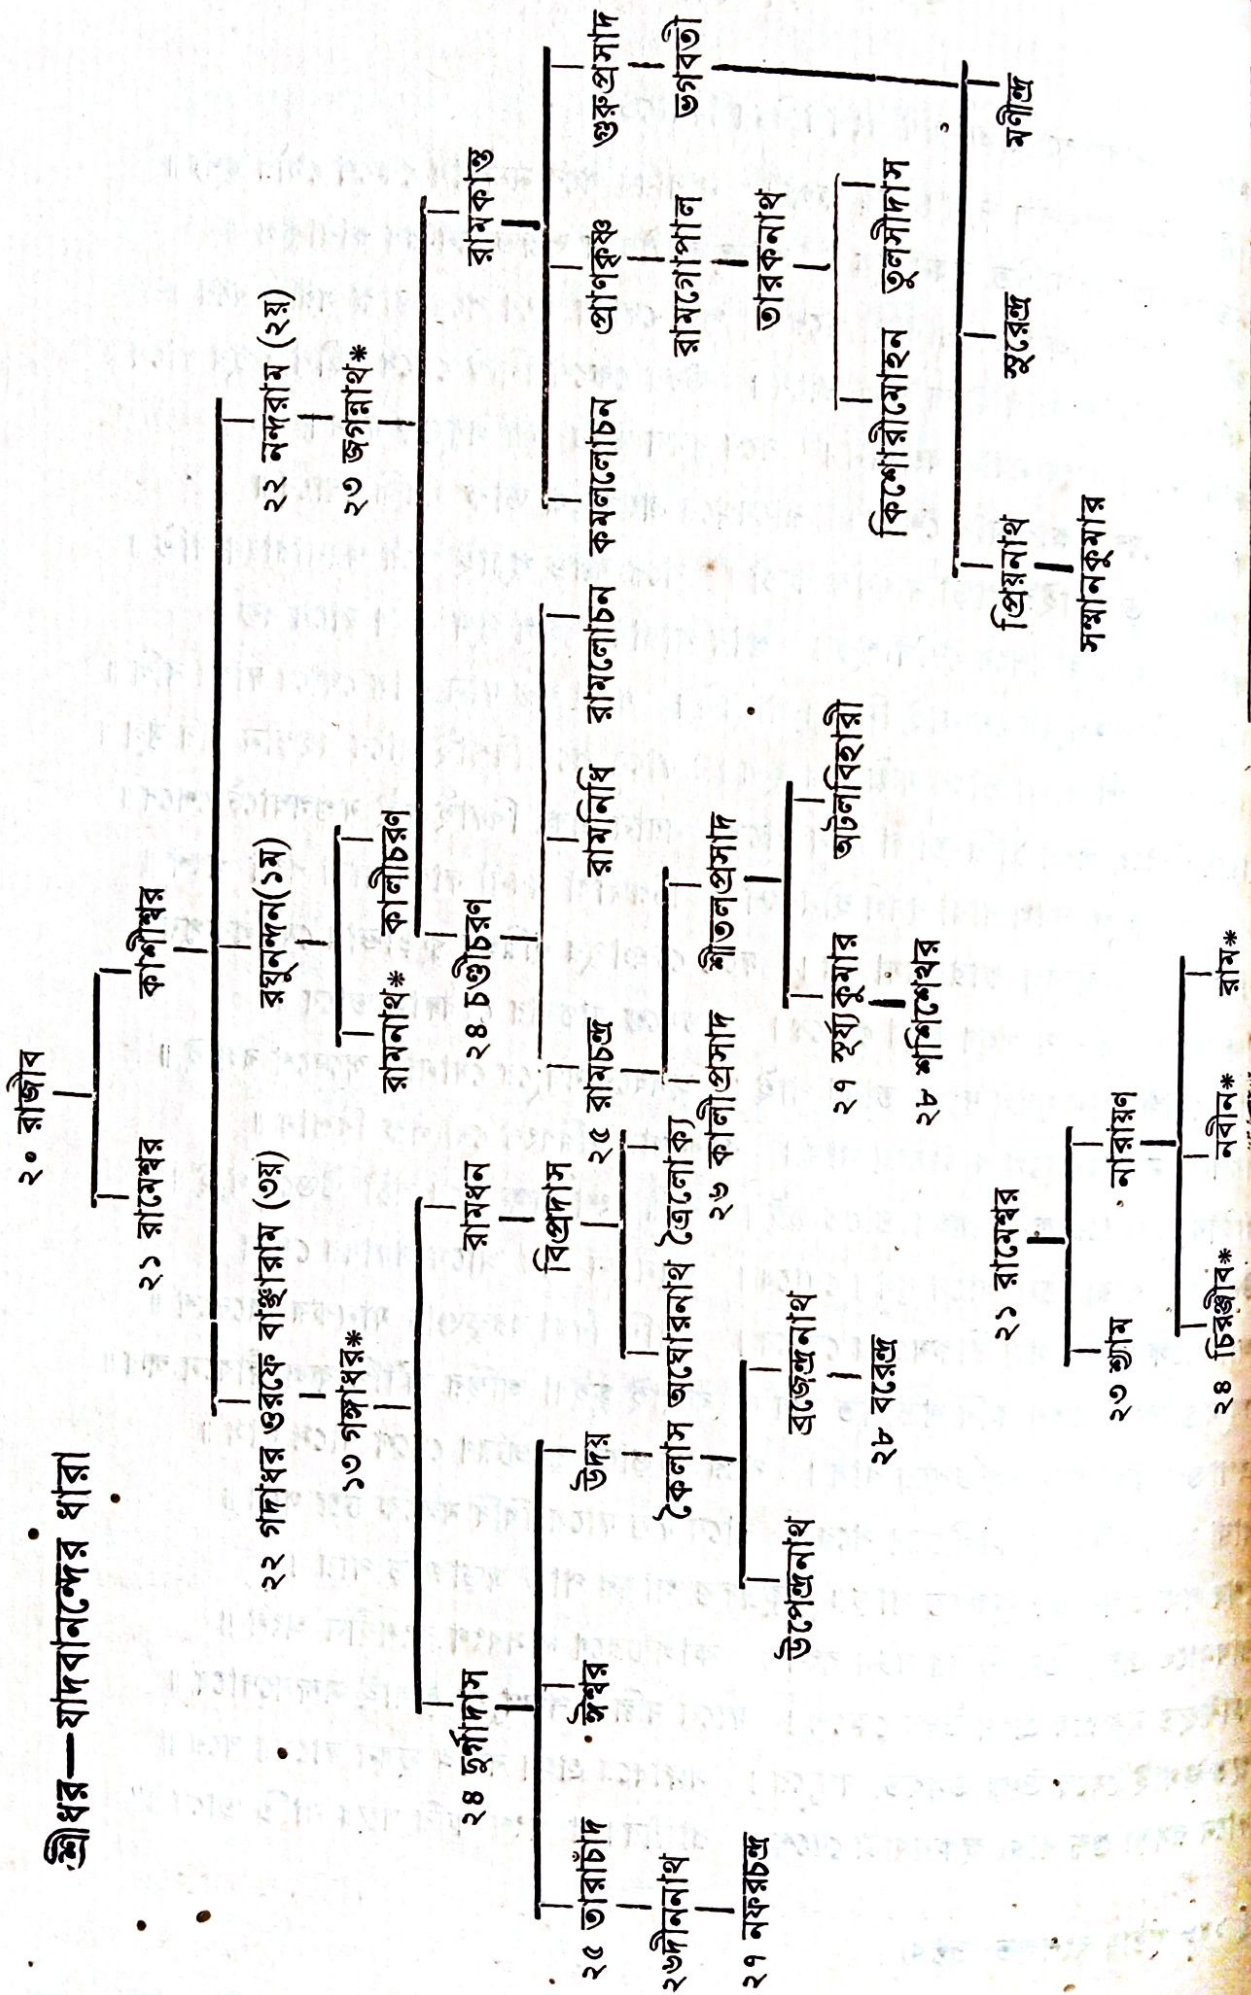 শ্রীধর—যাদবানন্দের ধারা
২০ রাজীব
২১ রামেশ্বর কাশীশ্বর
২২ গদাধর ওরফে বাঞ্ছারাম (৩য়) রঘুনন্দন(১ম) ২২ নন্দরাম (২য়)
১৩ গঙ্গাধর* রামনাথ* কালীচরণ ২৩ জগন্নাথ*
২৪ দুর্গাদাস রামধন ২৪ চণ্ডীচরণ রামকান্ত
বিপ্রদাস
২৫ তারাচাঁদ ঈশ্বর উদয় ২৫ রামচন্দ্র রামনিধি রামলোচন কমললোচন প্রাণকৃষ্ণ গুরুপ্রসাদ
২৬দীননাথ কৈলাস অঘোরনাথ ত্রৈলোক্য ২৬ কালীপ্রসাদ শীতলপ্রসাদ রামগোপাল ভগবতী
২৭ নফরচন্দ্র উপেন্দ্রনাথ ব্রজেন্দ্রনাথ ২৭ সূর্য্যকুমার অটলবিহারী তারকনাথ
২৮ বরেন্দ্র ২৮ শশিশেখর কিশোরীমোহন তুলসীদাস
প্রিয়নাথ সুরেন্দ্র মণীন্দ্র
সম্মানকুমার
২১ রামেশ্বর
২৩ শ্যাম নারায়ণ
২৪ চিরঞ্জীব* নবীন* রাম*